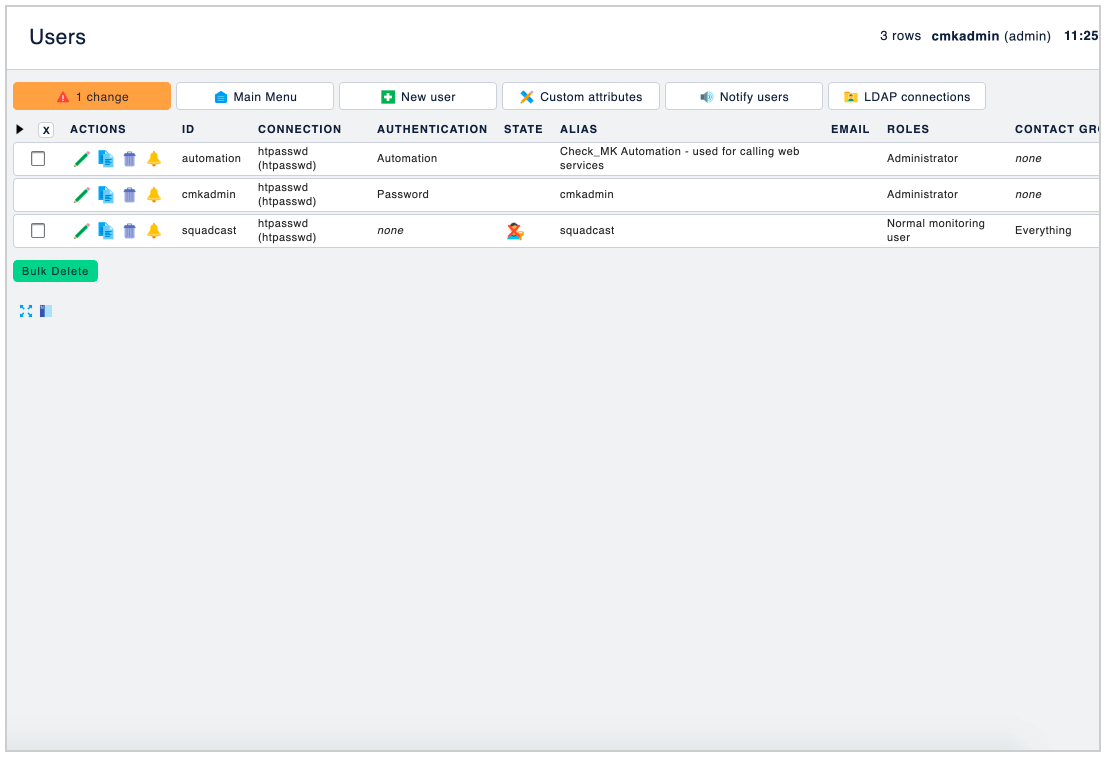 Users
3 rows cmkadmin (admin) 11:25
1 change Main Menu New user Custom attributes Notify users LDAP connections
X ACTIONS ID CONNECTION AUTHENTICATION STATE ALIAS EMAIL ROLES CONTACT GRO
automation htpasswd (htpasswd) Automation Check_MK Automation - used for calling web services Administrator none
cmkadmin htpasswd (htpasswd) Password cmkadmin Administrator none
squadcast htpasswd (htpasswd) none squadcast Normal monitoring user Everything
Bulk Delete